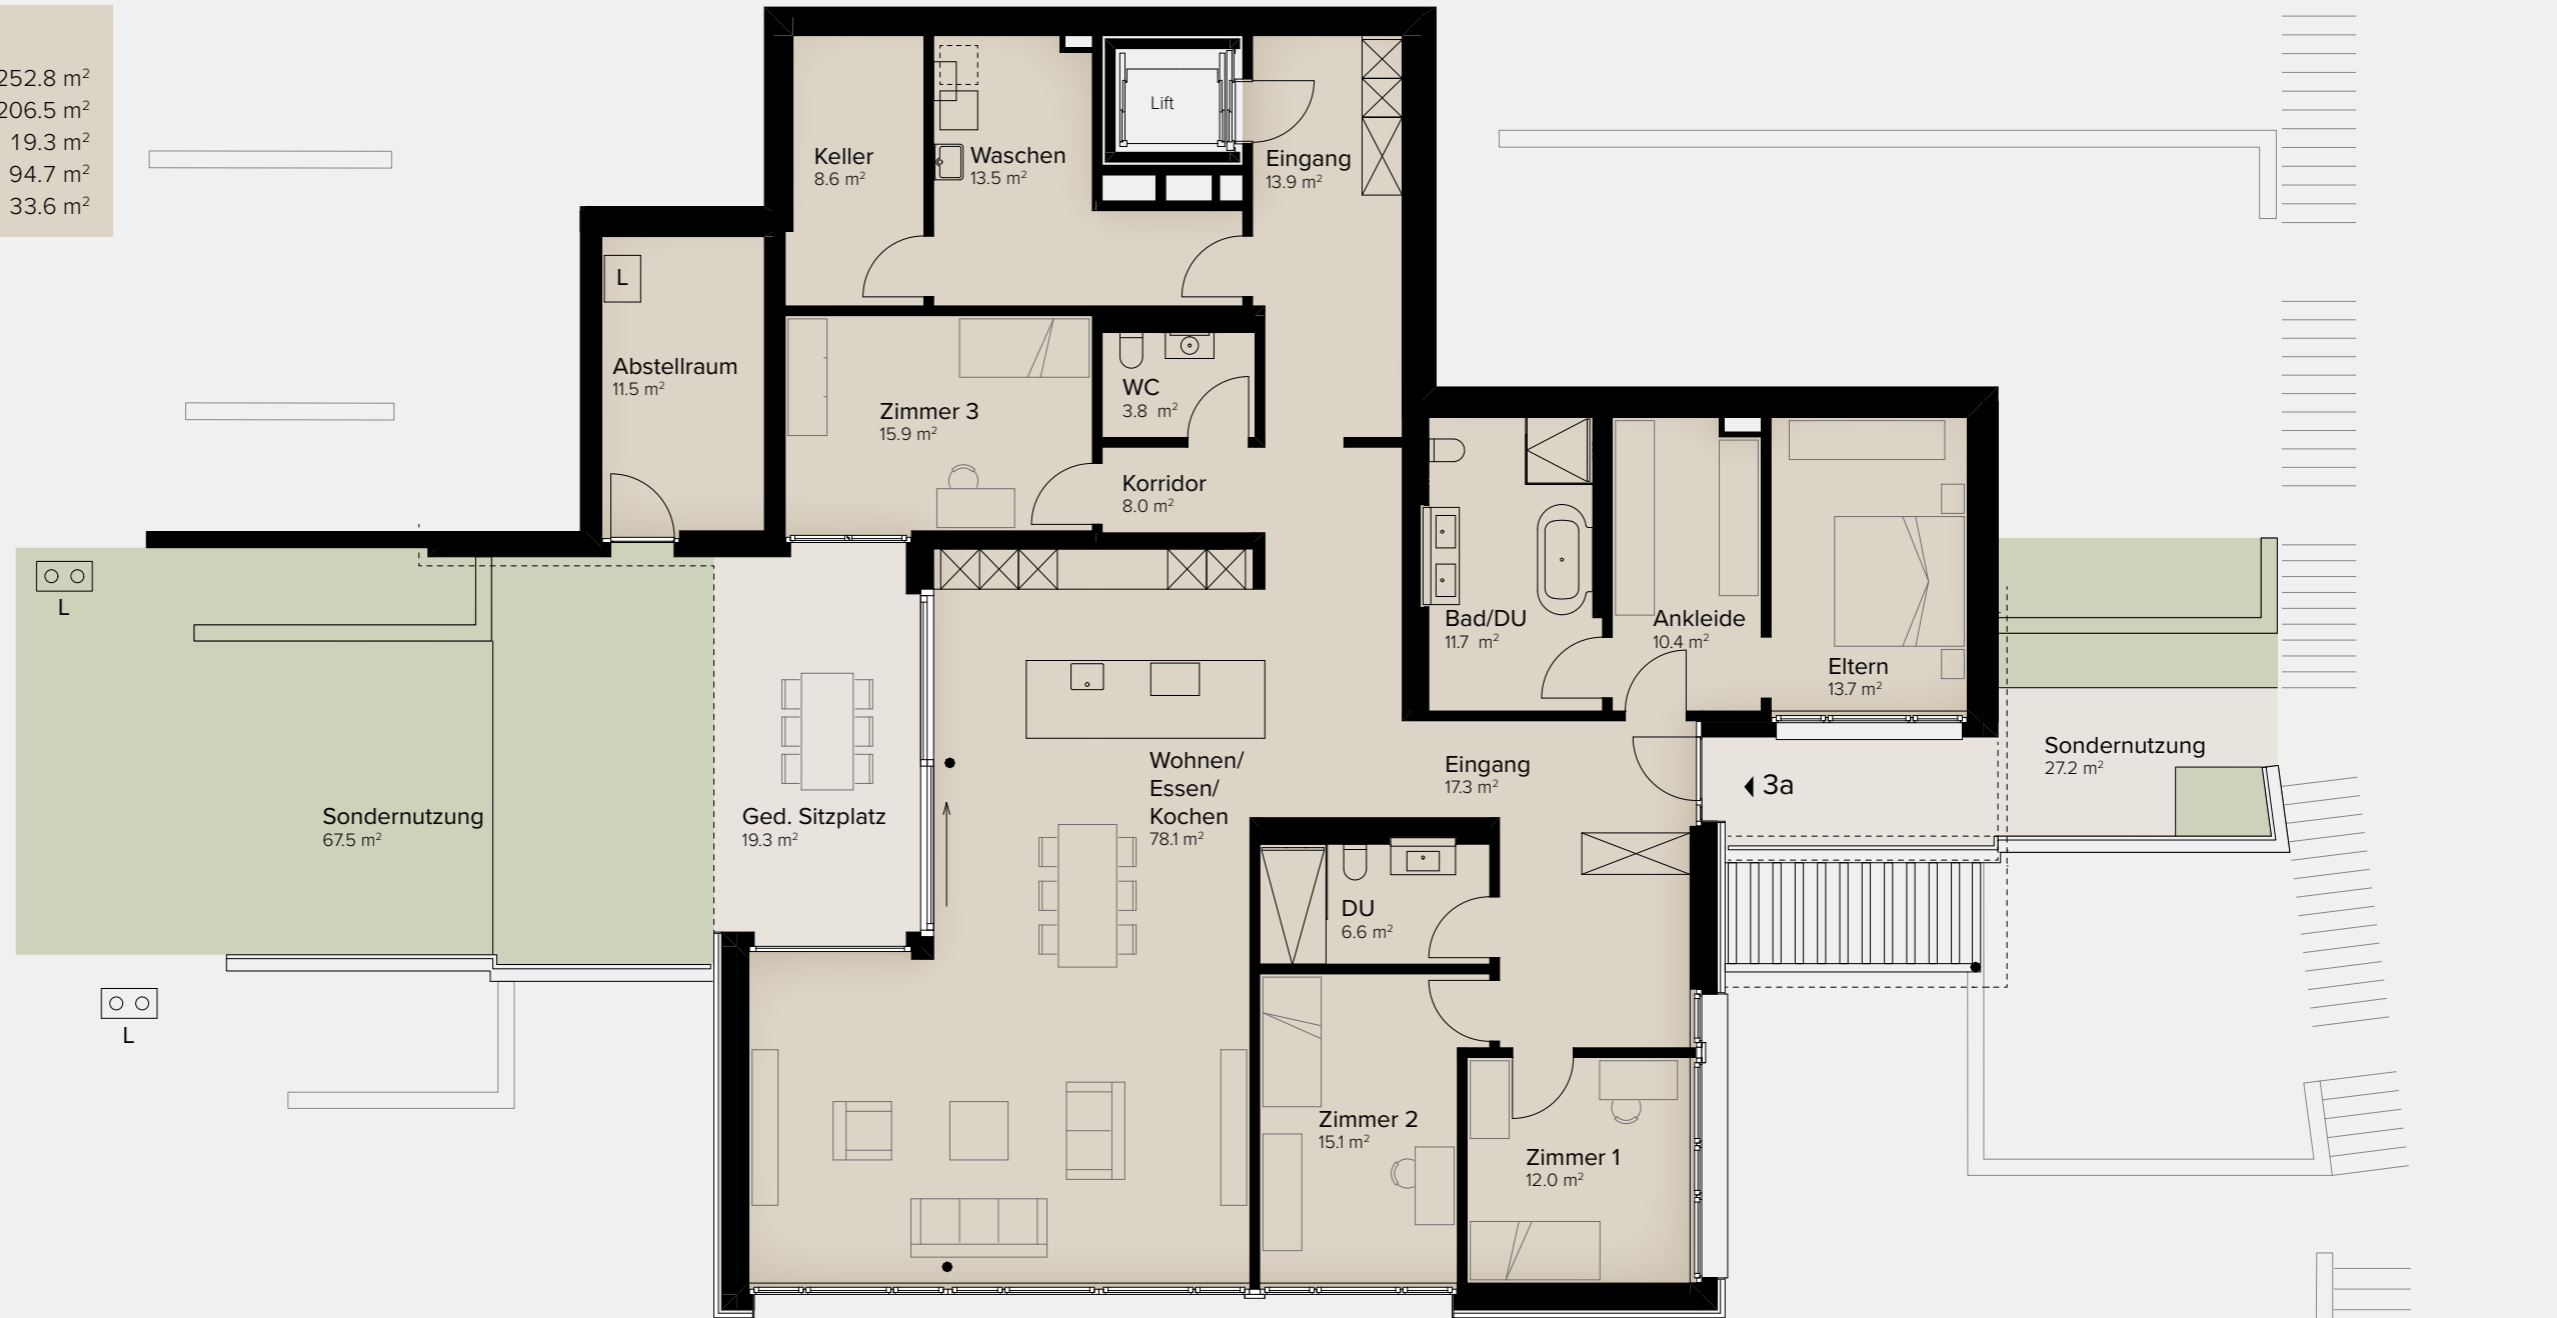 252.8 m²
206.5 m²
19.3 m²
94.7 m²
33.6 m²
Lift
Keller
8.6 m²
Waschen
13.5 m²
Eingang
13.9 m²
L
Abstellraum
11.5 m²
Zimmer 3
15.9 m²
WC
3.8 m²
Korridor
8.0 m²
L
Bad/DU
11.7 m²
Ankleide
10.4 m²
Eltern
13.7 m²
Sondernutzung
67.5 m²
Ged. Sitzplatz
19.3 m²
Wohnen/
Essen/
Kochen
78.1 m²
Eingang
17.3 m²
3a
Sondernutzung
27.2 m²
DU
6.6 m²
L
Zimmer 2
15.1 m²
Zimmer 1
12.0 m²